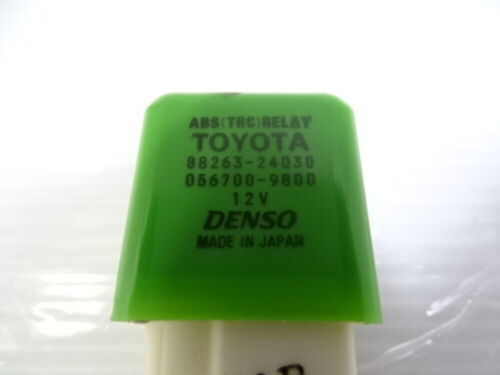 ABS(TRC)RELAY
TOYOTA
88263-24030
056700-9800
12V
DENSO
MADE IN JAPAN